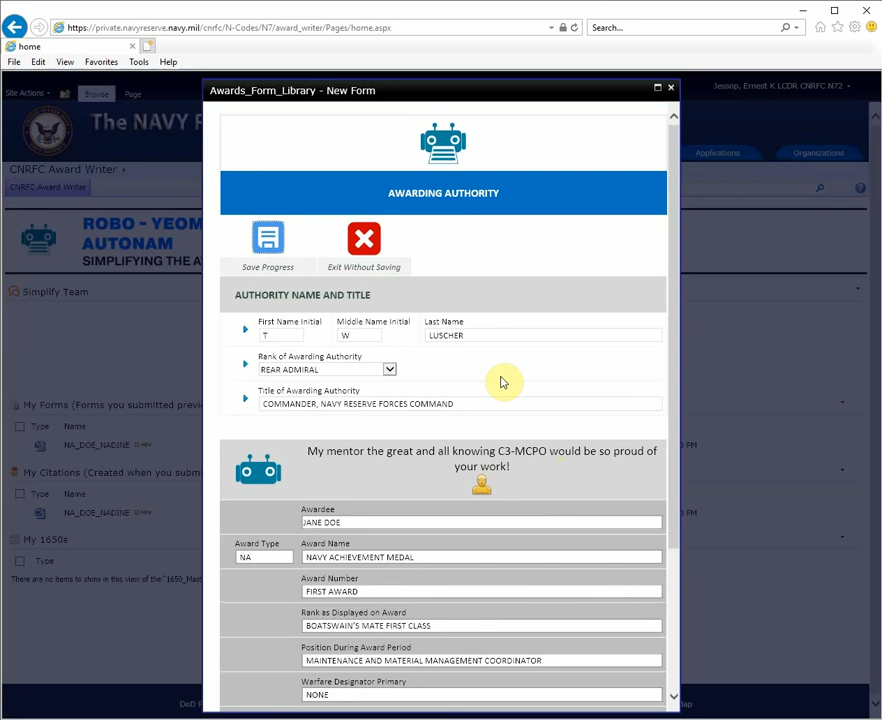 https://private.navyreserve.navy.mil/cnrfc/N-Codes/N7/award_writer/Pages/home.aspx
Search...
home
File Edit View Favorites Tools Help
Site Actions
Browse
Page
Jessop, Ernest K LCDR CNRFC N72
Awards_Form_Library - New Form
The NAVY
Applications
Organizations
CNRFC Award Writer
CNRFC Award Writer
AWARDING AUTHORITY
ROBO - YEOM
AUTONAM
SIMPLIFYING THE A
Save Progress
Exit Without Saving
Simplify Team
AUTHORITY NAME AND TITLE
First Name Initial
Middle Name Initial
Last Name
T
W
LUSCHER
Rank of Awarding Authority
REAR ADMIRAL
Title of Awarding Authority
COMMANDER, NAVY RESERVE FORCES COMMAND
My Forms (Forms you submitted previ
Type Name
NA_DOE_NADINE
PM
My mentor the great and all knowing C3-MCPO would be so proud of
your work!
My Citations (Created when you subm
Type Name
NA_DOE_NADINE
PM
My 1650s
Type
There are no items to show in this view of the "1650_Mast
Awardee
JANE DOE
Award Type
Award Name
NA
NAVY ACHIEVEMENT MEDAL
Award Number
FIRST AWARD
Rank as Displayed on Award
BOATSWAIN'S MATE FIRST CLASS
Position During Award Period
MAINTENANCE AND MATERIAL MANAGEMENT COORDINATOR
Warfare Designator Primary
NONE
DoD F
Map